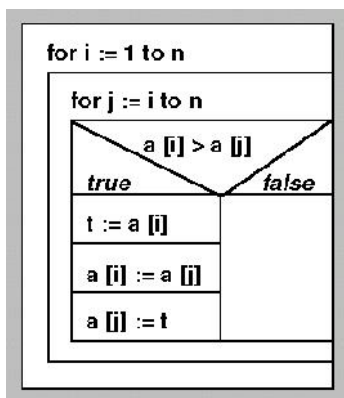 for i := 1 to n
for j := i to n
a [i] > a [j]
true false
t := a [i]
a [i] := a [j]
a [j] := t